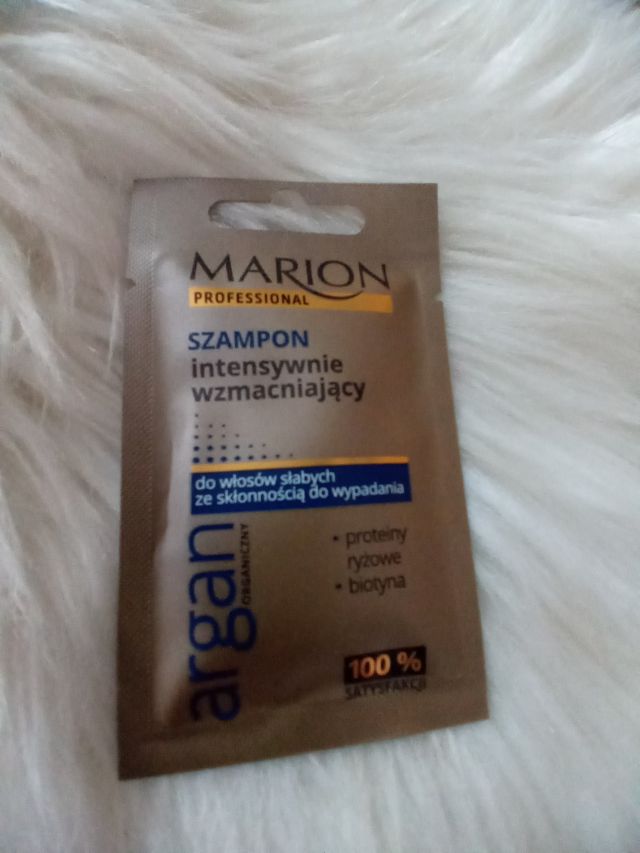 MARION
PROFESSIONAL
SZAMPON
intensywnie
wzmacniający
do włosów słabych
ze skłonnością do wypadania
argan
ORGANICZNY
• proteiny
ryżowe
• biotyna
100 %
SATYSFAKCJI